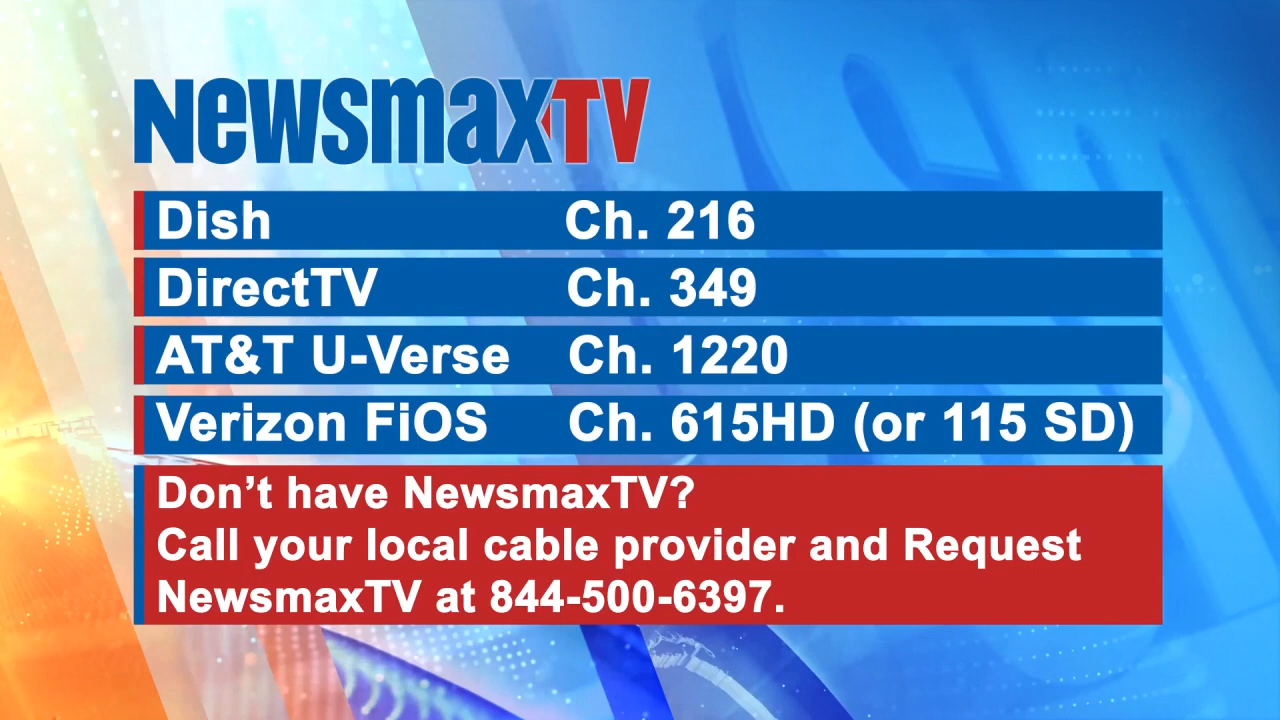 NewsmaxTV
Dish Ch. 216
DirectTV Ch. 349
AT&T U-Verse Ch. 1220
Verizon FiOS Ch. 615HD (or 115 SD)
Don’t have NewsmaxTV?
Call your local cable provider and Request
NewsmaxTV at 844-500-6397.